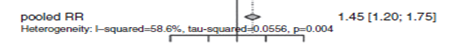 pooled RR 1.45 [1.20; 1.75]
Heterogeneity: I-squared=58.6%, tau-squared=0.0556, p=0.004